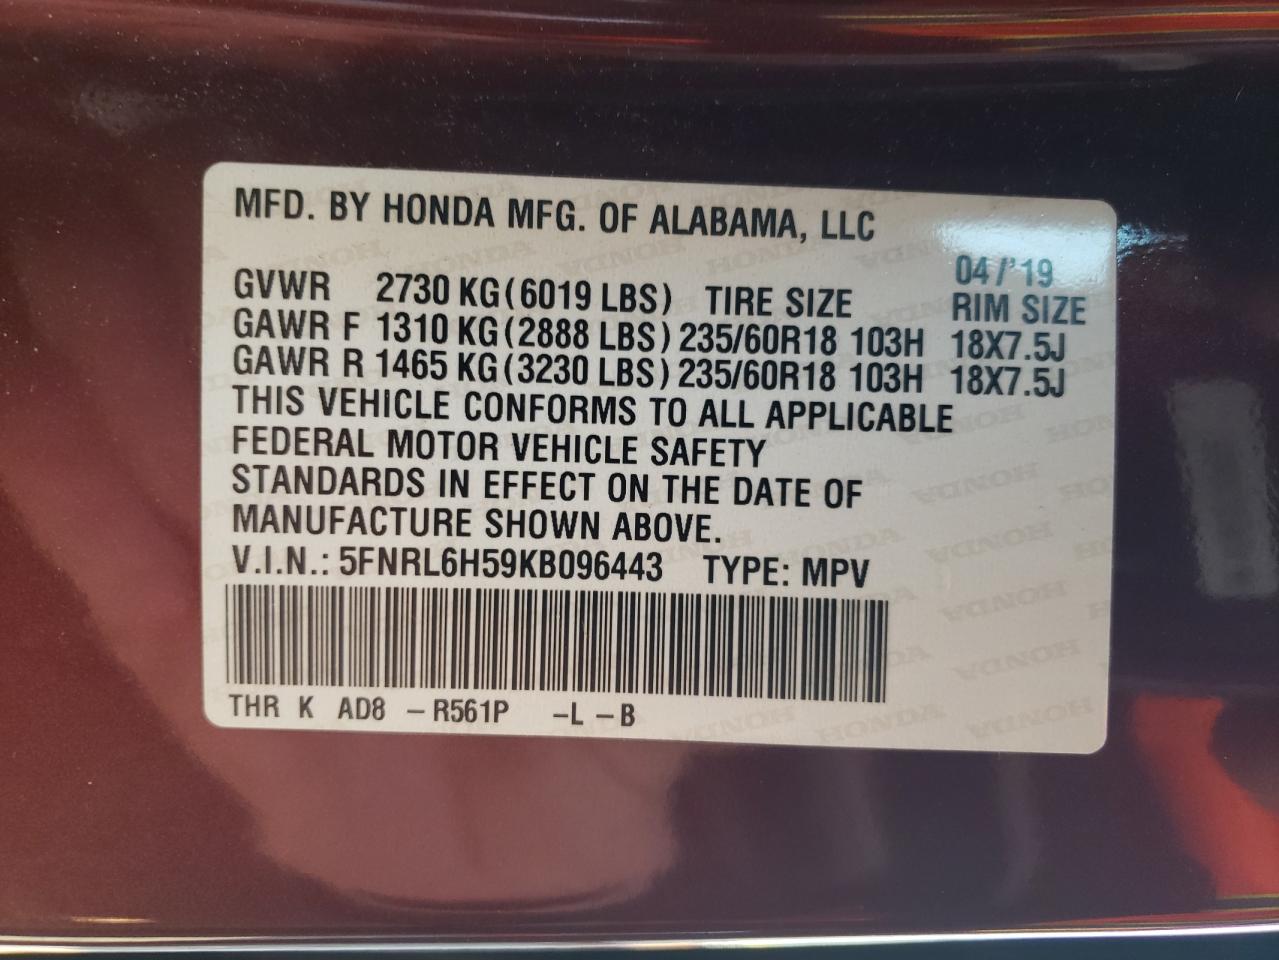 MFD. BY HONDA MFG. OF ALABAMA, LLC
04/'19
GVWR 2730 KG(6019 LBS) TIRE SIZE RIM SIZE
GAWR F 1310 KG(2888 LBS)235/60R18 103H 18X7.5J
GAWR R 1465 KG(3230 LBS)235/60R18 103H 18X7.5J
THIS VEHICLE CONFORMS TO ALL APPLICABLE
FEDERAL MOTOR VEHICLE SAFETY
STANDARDS IN EFFECT ON THE DATE OF
MANUFACTURE SHOWN ABOVE.
V.I.N.: 5FNRL6H59KB096443 TYPE: MPV
THR K AD8 -R561P -L -B